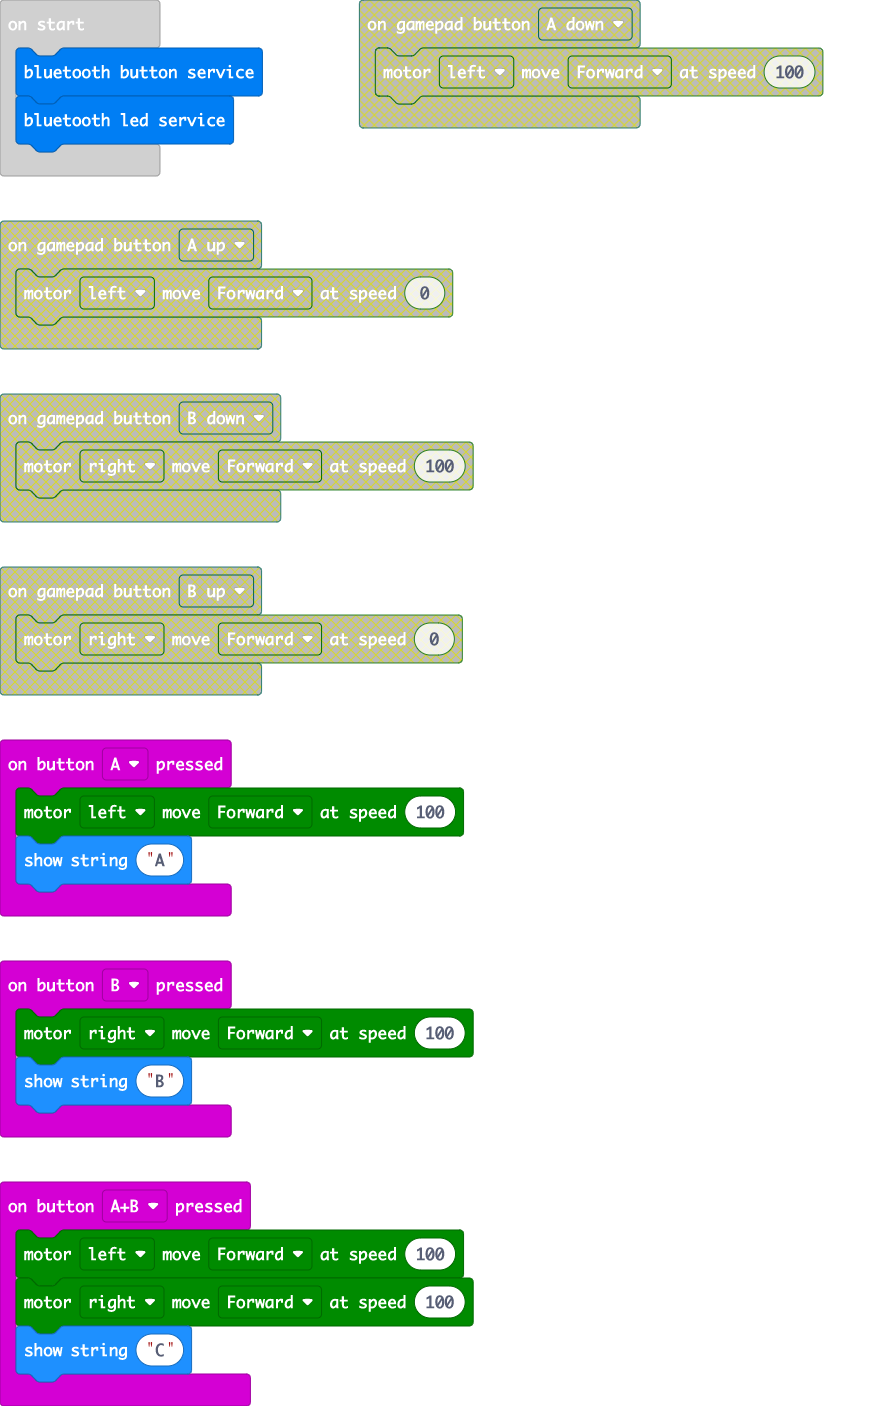 on start
bluetooth button service
bluetooth led service
on gamepad button A down
motor left move Forward at speed 100
on gamepad button A up
motor left move Forward at speed 0
on gamepad button B down
motor right move Forward at speed 100
on gamepad button B up
motor right move Forward at speed 0
on button A pressed
motor left move Forward at speed 100
show string "A"
on button B pressed
motor right move Forward at speed 100
show string "B"
on button A+B pressed
motor left move Forward at speed 100
motor right move Forward at speed 100
show string "C"